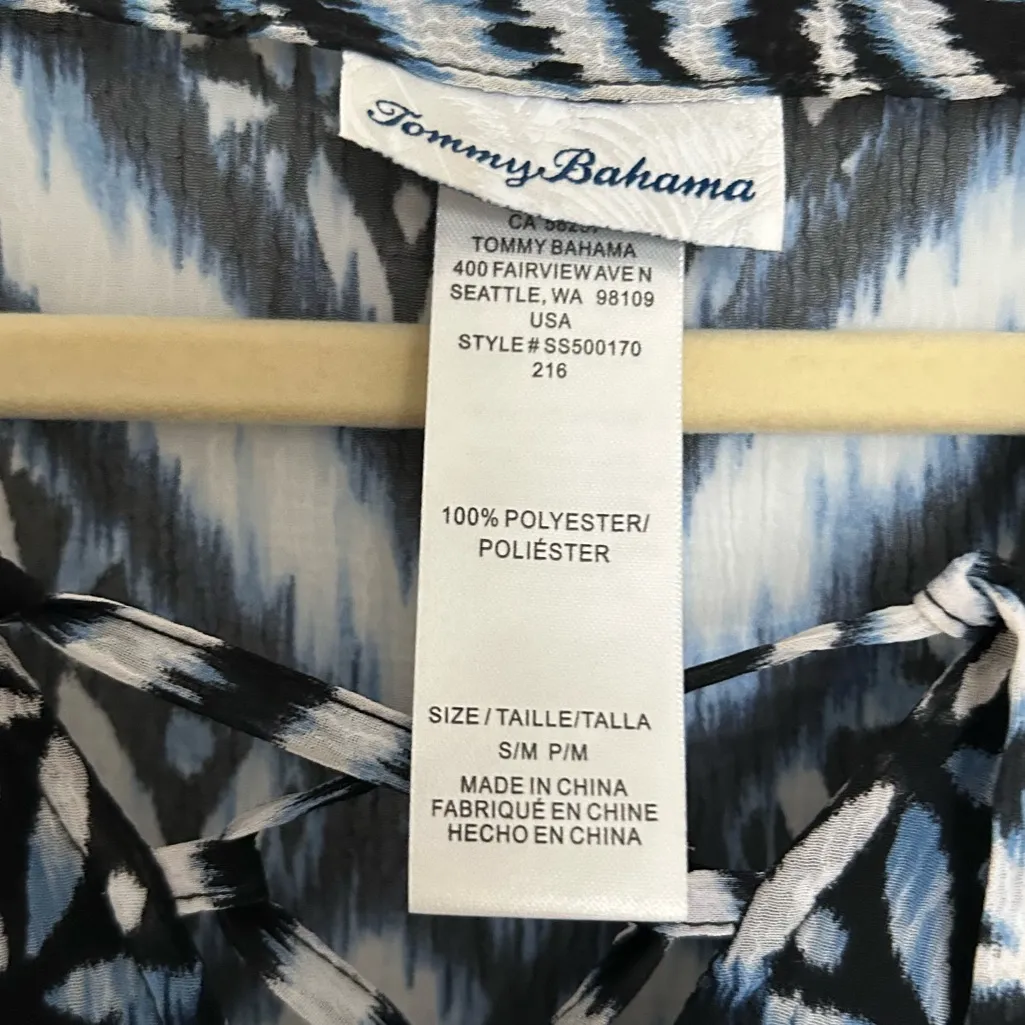 Tommy Bahama
CA
TOMMY BAHAMA
400 FAIRVIEW AVE N
SEATTLE, WA 98109
USA
STYLE# SS500170
216
100% POLYESTER/
POLIÉSTER
SIZE / TAILLE/TALLA
S/M P/M
MADE IN CHINA
FABRIQUÉ EN CHINE
HECHO EN CHINA